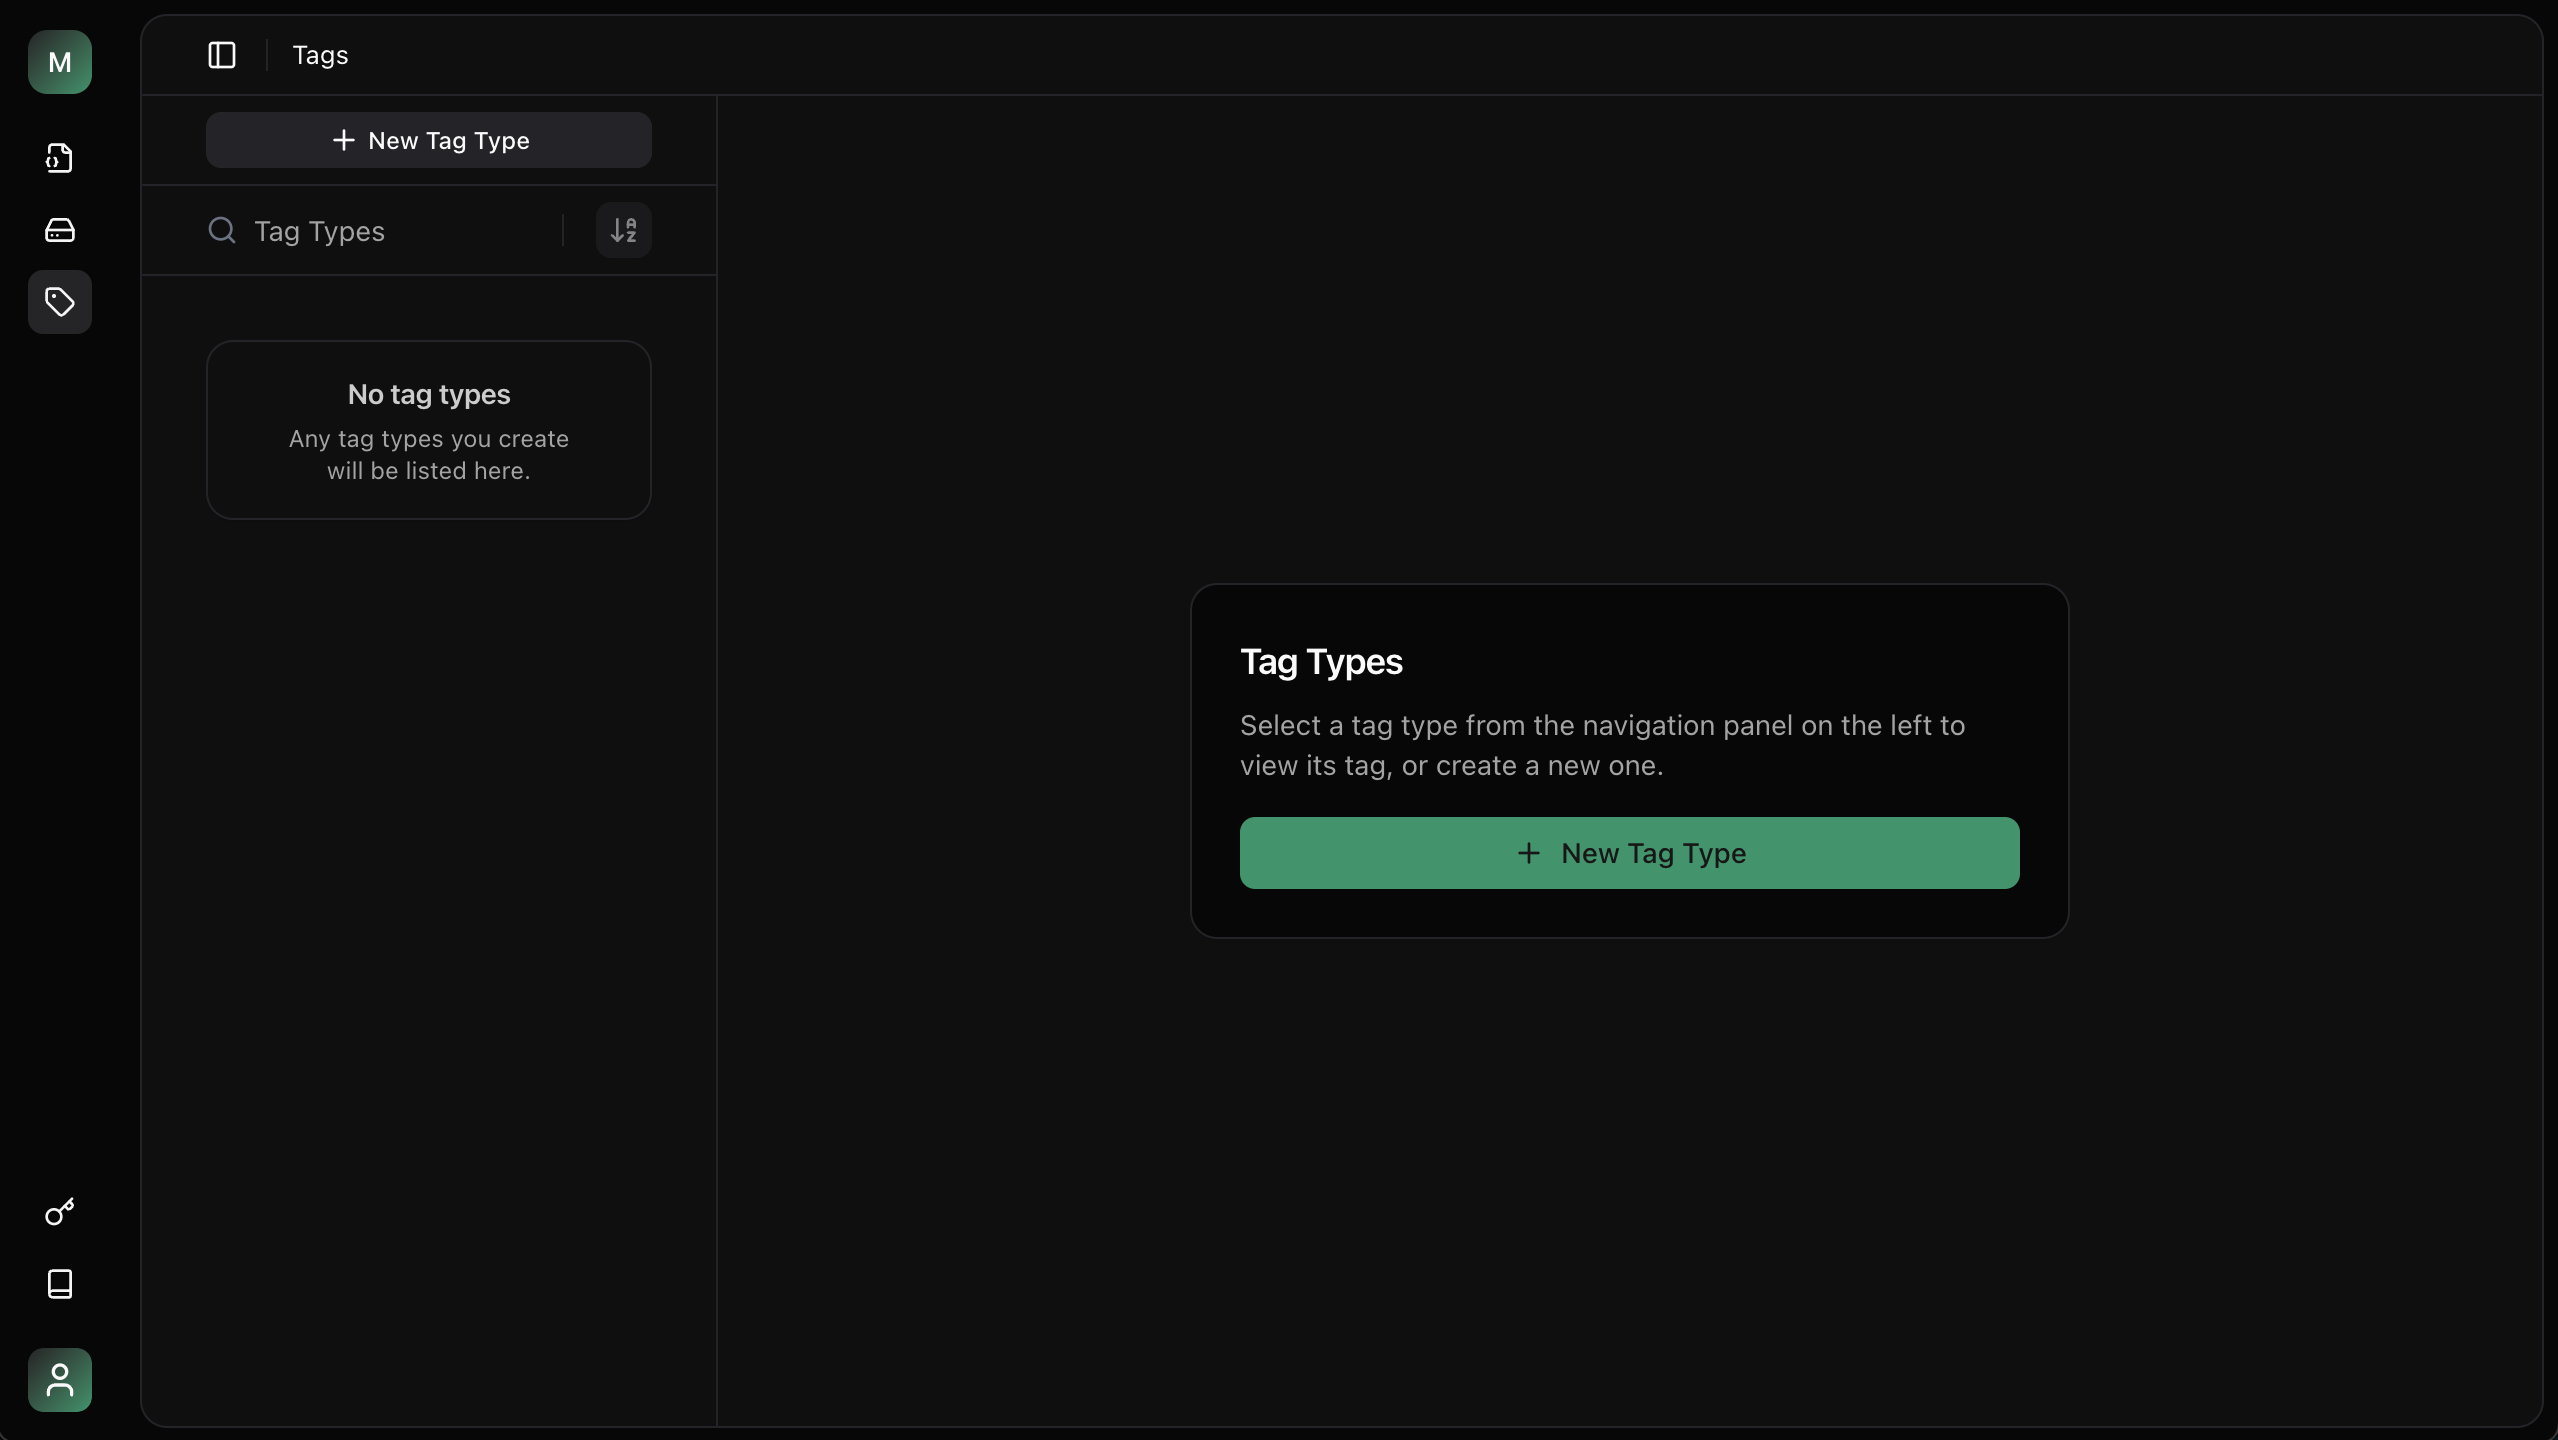 M
Tags
New Tag Type
Tag Types
No tag types
Any tag types you create
will be listed here.
Tag Types
Select a tag type from the navigation panel on the left to
view its tag, or create a new one.
New Tag Type